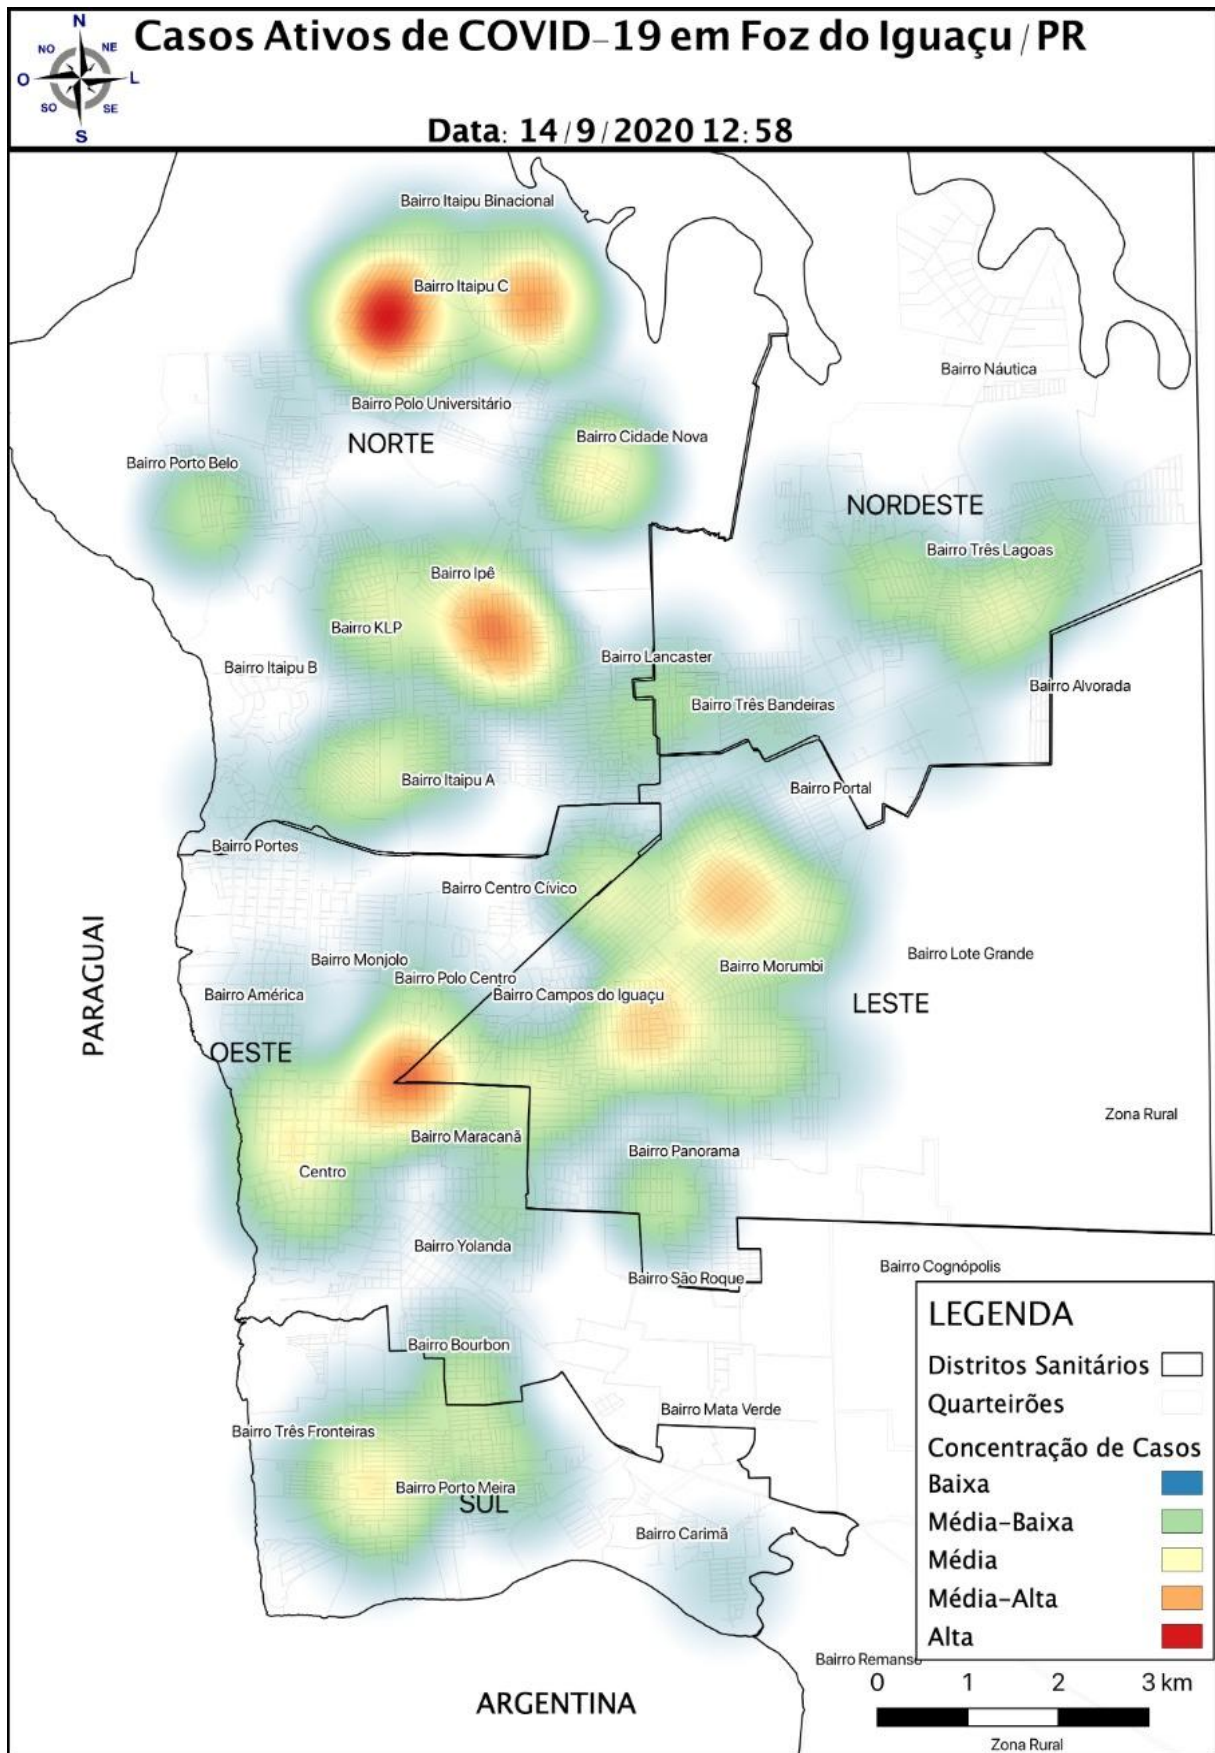 Casos Ativos de COVID-19 em Foz do Iguaçu / PR
N
NO NE
O L
SO SE
S
Data: 14/9/2020 12:58
Bairro Itaipu Binacional
Bairro Itaipu C
Bairro Náutica
Bairro Polo Universitário
NORTE
Bairro Cidade Nova
Bairro Porto Belo
NORDESTE
Bairro Três Lagoas
Bairro Ipê
Bairro KLP
Bairro Lancaster
Bairro Itaipu B
Bairro Alvorada
Bairro Três Bandeiras
Bairro Itaipu A
Bairro Portal
Bairro Portes
Bairro Centro Cívico
PARAGUAI
Bairro Lote Grande
Bairro Monjolo
Bairro Morumbi
Bairro Polo Centro
Bairro América
Bairro Campos do Iguaçu
LESTE
OESTE
Zona Rural
Bairro Maracanã
Bairro Panorama
Centro
Bairro Yolanda
Bairro Cognópolis
Bairro São Roque
Bairro Bourbon
Bairro Mata Verde
Bairro Três Fronteiras
Bairro Porto Meira
SUL
Bairro Carimã
LEGENDA
Distritos Sanitários
Quarteirões
Concentração de Casos
Baixa
Média-Baixa
Média
Média-Alta
Alta
Bairro Remanso
0 1 2 3 km
ARGENTINA
Zona Rural